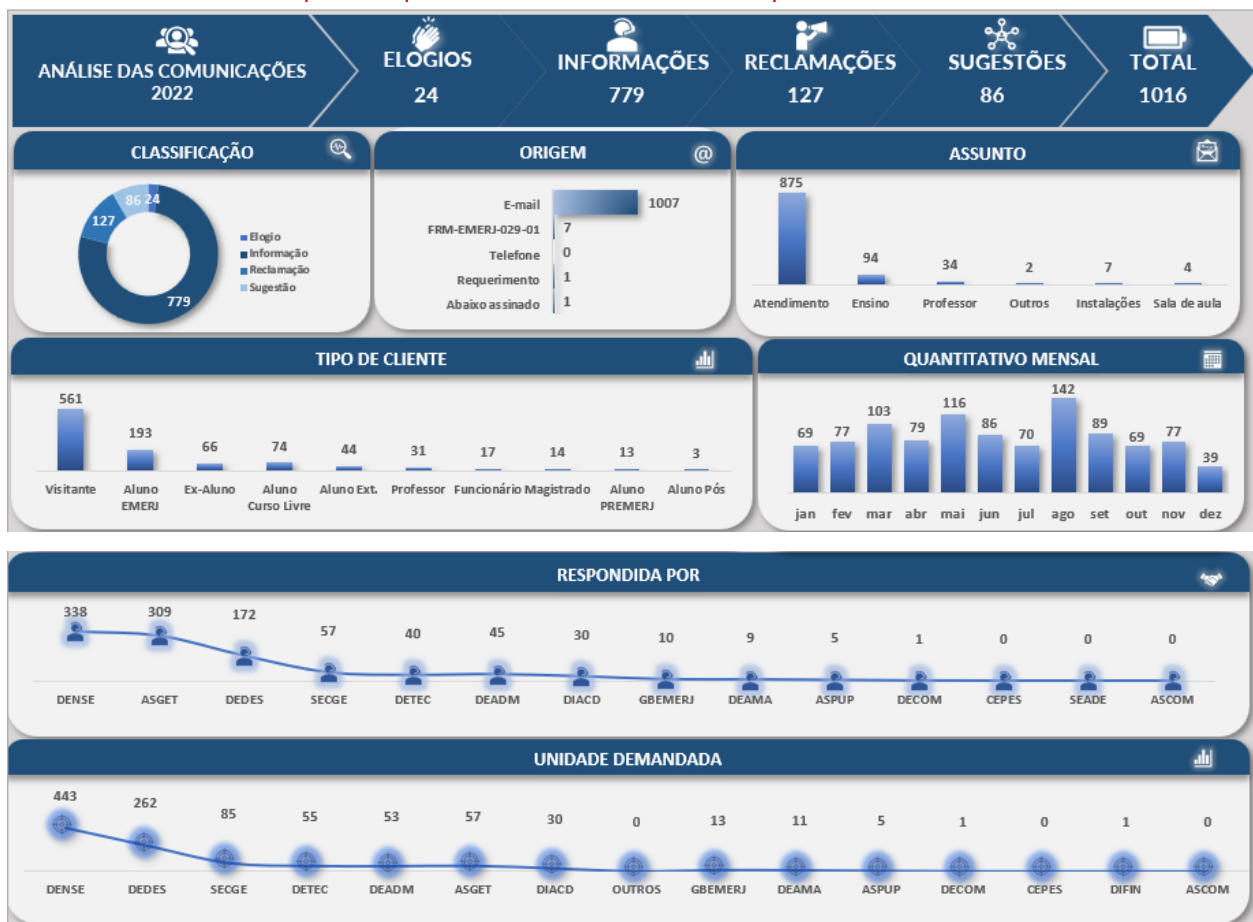 ANÁLISE DAS COMUNICAÇÕES
2022
ELOGIOS
24
INFORMAÇÕES
779
RECLAMAÇÕES
127
SUGESTÕES
86
TOTAL
1016
CLASSIFICAÇÃO
86 24
127
779
Elogio
Informação
Reclamação
Sugestão
ORIGEM
@
E-mail 1007
FRM-EMERJ-029-01 7
Telefone 0
Requerimento 1
Abaixo assinado 1
ASSUNTO
875 94 34 2 7 4
Atendimento Ensino Professor Outros Instalações Sala de aula
TIPO DE CLIENTE
561 193 66 74 44 31 17 14 13 3
Visitante Aluno EMERJ Ex-Aluno Aluno Curso Livre Aluno Ext. Professor Funcionário Magistrado Aluno PREMERJ Aluno Pós
QUANTITATIVO MENSAL
69 77 103 79 116 86 70 142 89 69 77 39
jan fev mar abr mai jun jul ago set out nov dez
RESPONDIDA POR
338 309 172 57 40 45 30 10 9 5 1 0 0 0
DENSE ASGET DEDES SECGE DETEC DEADM DIACD GBEMERJ DEAMA ASPUP DECOM CEPES SEADE ASCOM
UNIDADE DEMANDADA
443 262 85 55 53 57 30 0 13 11 5 1 0 1 0
DENSE DEDES SECGE DETEC DEADM ASGET DIACD OUTROS GBEMERJ DEAMA ASPUP DECOM CEPES DIFIN ASCOM